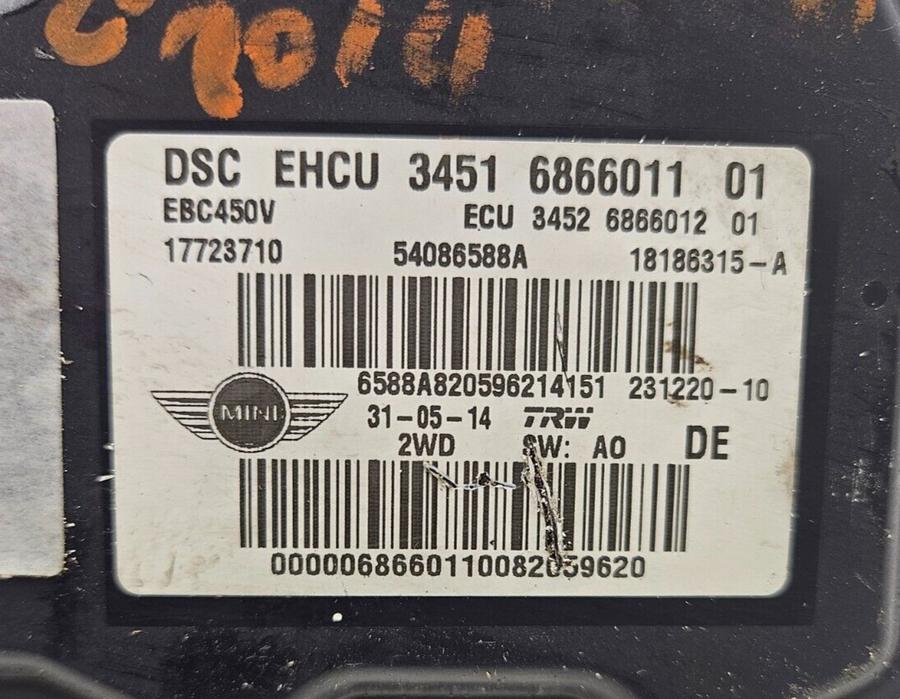 DSC EHCU 3451 6866011 01
EBC450V ECU 3452 6866012 01
17723710 54086588A 18186315-A
6588A820596214151 231220-10
MINI
31-05-14 TRW
2WD SW: A0 DE
0000068660110082059620